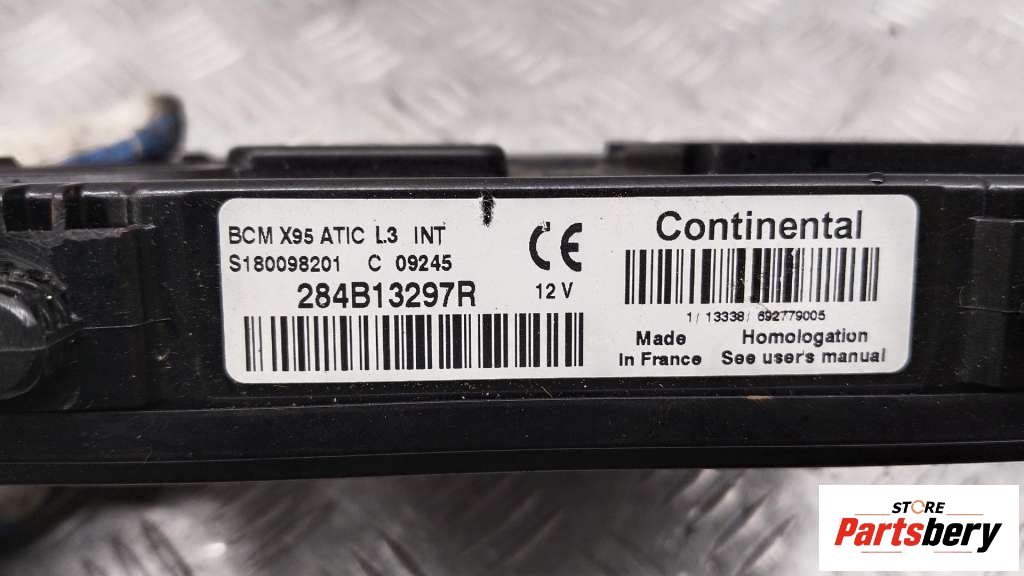 BCM X95 ATIC L3 INT
S180098201 C 09245
284B13297R
CE
12 V
Continental
1/ 13338/ 692779005
Made In France
Homologation See user's manual
STORE
Partsbery